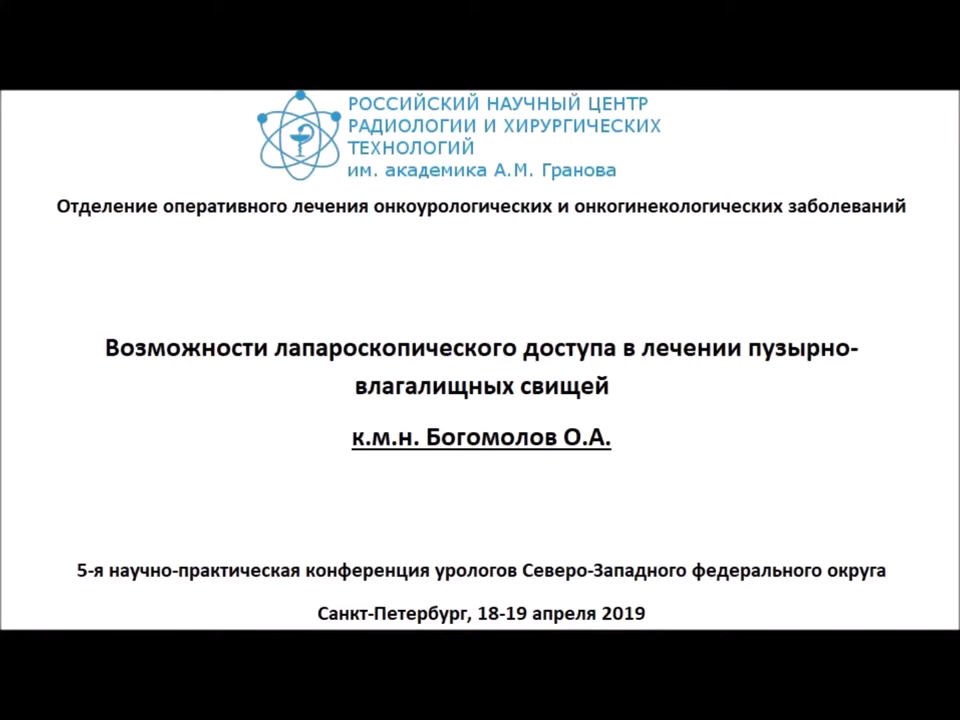 РОССИЙСКИЙ НАУЧНЫЙ ЦЕНТР
РАДИОЛОГИИ И ХИРУРГИЧЕСКИХ
ТЕХНОЛОГИЙ
им. академика А.М. Гранова
Отделение оперативного лечения онкоурологических и онкогинекологических заболеваний
Возможности лапароскопического доступа в лечении пузырно-
влагалищных свищей
к.м.н. Богомолов О.А.
5-я научно-практическая конференция урологов Северо-Западного федерального округа
Санкт-Петербург, 18-19 апреля 2019